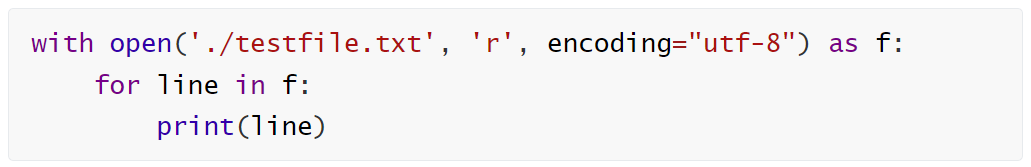 with open('./testfile.txt', 'r', encoding="utf-8") as f:
    for line in f:
        print(line)